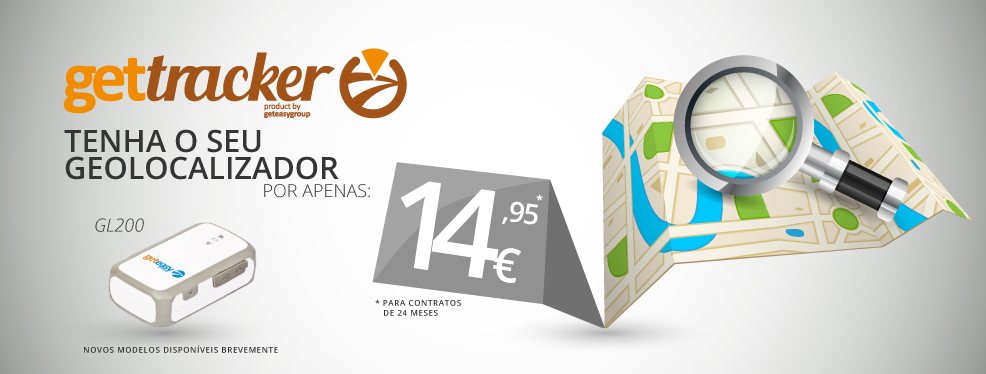 gettracker
product by
geteasygroup
TENHA O SEU
GEOLOCALIZADOR
POR APENAS:
14,95*€
GL200
geteasy
* PARA CONTRATOS
DE 24 MESES
NOVOS MODELOS DISPONÍVEIS BREVEMENTE